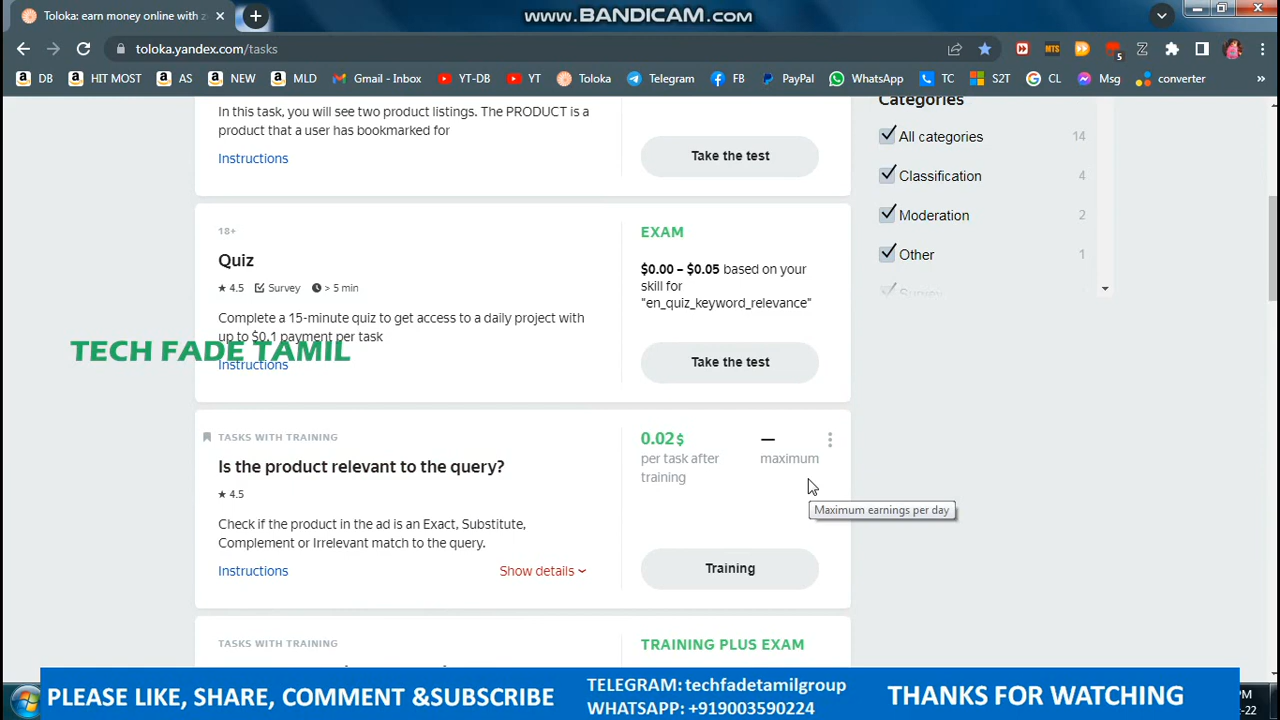 Toloka: earn money online with
www.BANDICAM.com
toloka.yandex.com/tasks
MTS
5
DB
HIT MOST
AS
NEW
MLD
Gmail - Inbox
YT-DB
YT
Toloka
Telegram
FB
PayPal
WhatsApp
TC
S2T
CL
Msg
converter
»
In this task, you will see two product listings. The PRODUCT is a
product that a user has bookmarked for
Instructions
Take the test
Categories
All categories 14
Classification 4
Moderation 2
Other 1
Survey
18+
Quiz
4.5 Survey > 5 min
Complete a 15-minute quiz to get access to a daily project with
up to $0.1 payment per task
Instructions
EXAM
$0.00 – $0.05 based on your
skill for
"en_quiz_keyword_relevance"
Take the test
TECH FADE TAMIL
TASKS WITH TRAINING
Is the product relevant to the query?
4.5
Check if the product in the ad is an Exact, Substitute,
Complement or Irrelevant match to the query.
Instructions
Show details
0.02 $
per task after
training
—
maximum
Maximum earnings per day
Training
TASKS WITH TRAINING
TRAINING PLUS EXAM
PLEASE LIKE, SHARE, COMMENT &SUBSCRIBE
TELEGRAM: techfadetamilgroup
WHATSAPP: +919003590224
THANKS FOR WATCHING
PM
-22